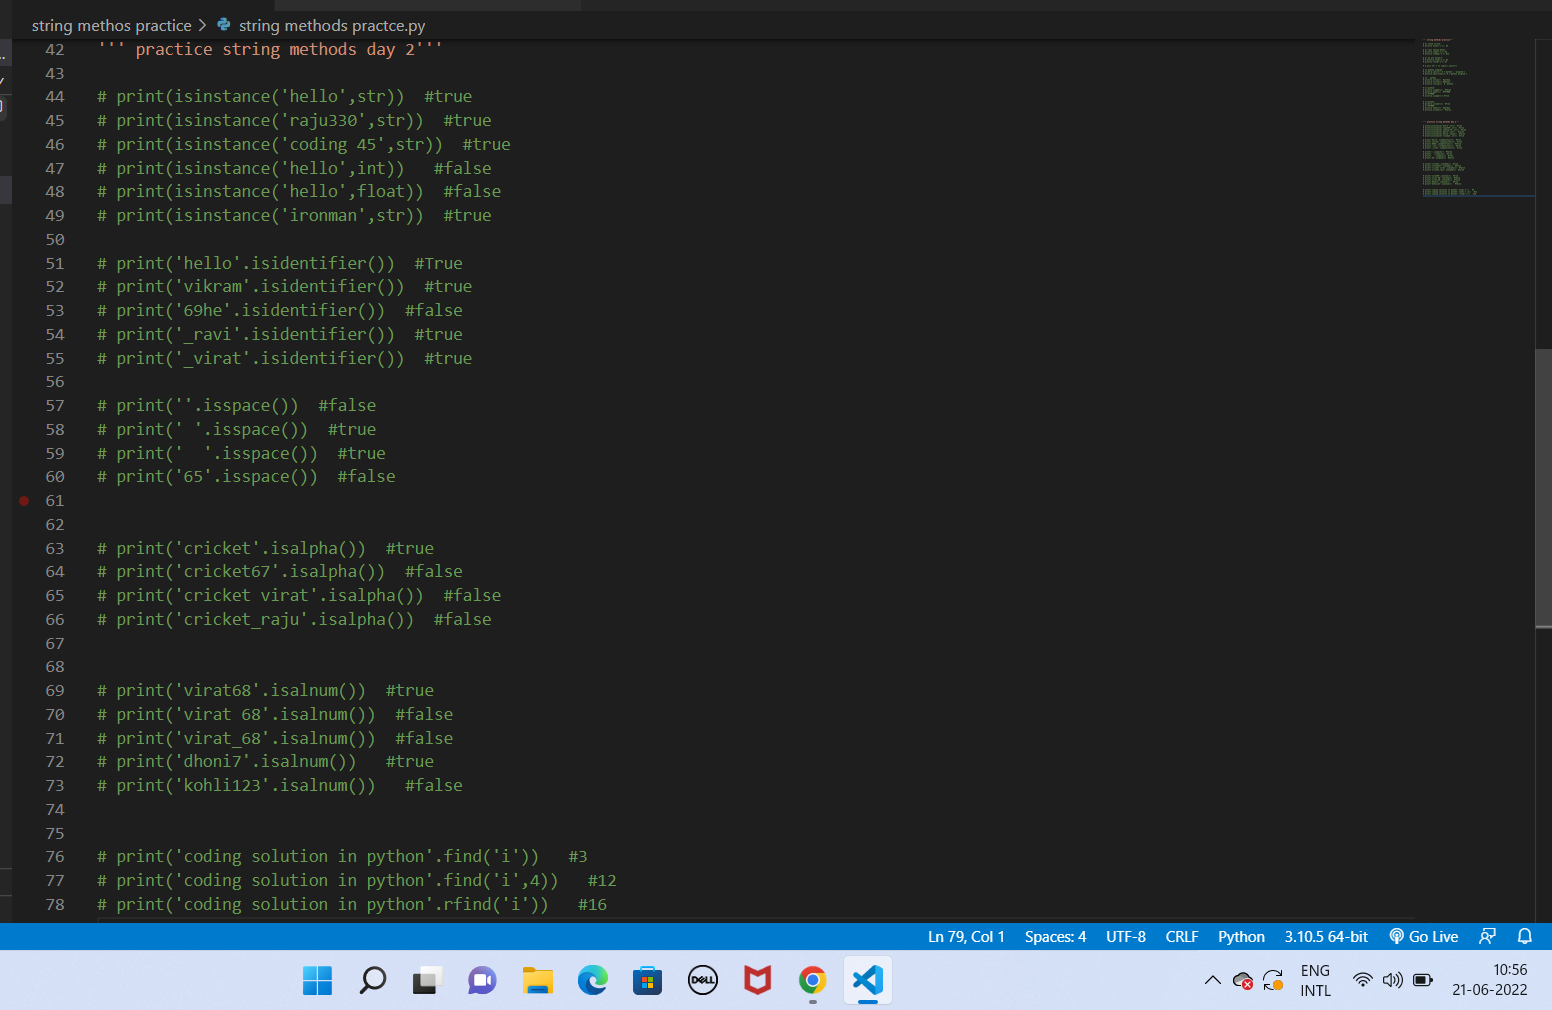 string methos practice > string methods practce.py
42 ''' practice string methods day 2'''
43
44 # print(isinstance('hello',str))  #true
45 # print(isinstance('raju330',str))  #true
46 # print(isinstance('coding 45',str))  #true
47 # print(isinstance('hello',int))   #false
48 # print(isinstance('hello',float))  #false
49 # print(isinstance('ironman',str))  #true
50
51 # print('hello'.isidentifier())  #True
52 # print('vikram'.isidentifier())  #true
53 # print('69he'.isidentifier())  #false
54 # print('_ravi'.isidentifier())  #true
55 # print('_virat'.isidentifier())  #true
56
57 # print(''.isspace())  #false
58 # print(' '.isspace())  #true
59 # print('  '.isspace())  #true
60 # print('65'.isspace())  #false
61
62
63 # print('cricket'.isalpha())  #true
64 # print('cricket67'.isalpha())  #false
65 # print('cricket virat'.isalpha())  #false
66 # print('cricket_raju'.isalpha())  #false
67
68
69 # print('virat68'.isalnum())  #true
70 # print('virat 68'.isalnum())  #false
71 # print('virat_68'.isalnum())  #false
72 # print('dhoni7'.isalnum())   #true
73 # print('kohli123'.isalnum())   #false
74
75
76 # print('coding solution in python'.find('i'))   #3
77 # print('coding solution in python'.find('i',4))   #12
78 # print('coding solution in python'.rfind('i'))   #16
Ln 79, Col 1 Spaces: 4 UTF-8 CRLF Python 3.10.5 64-bit Go Live
DELL
ENG
INTL
10:56
21-06-2022